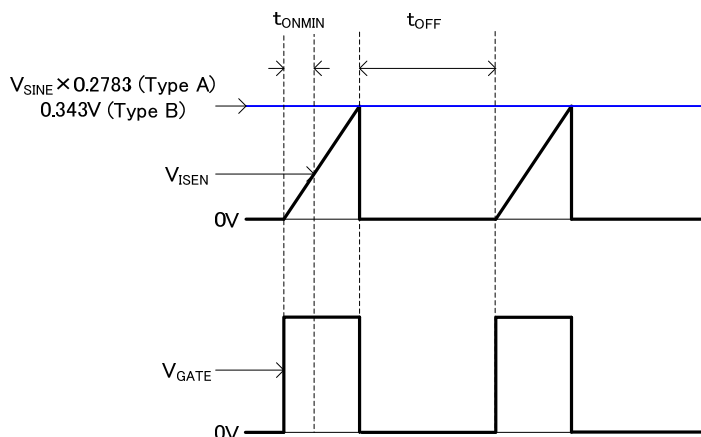 tONMIN
tOFF
VSINE×0.2783 (Type A)
0.343V (Type B)
VISEN
0V
VGATE
0V